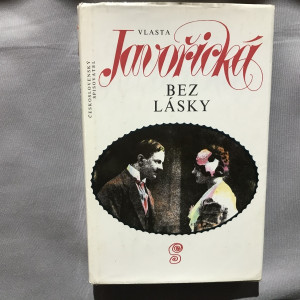 VLASTA
Javořická
BEZ
LÁSKY
ČESKOSLOVENSKÝ
SPISOVATEL